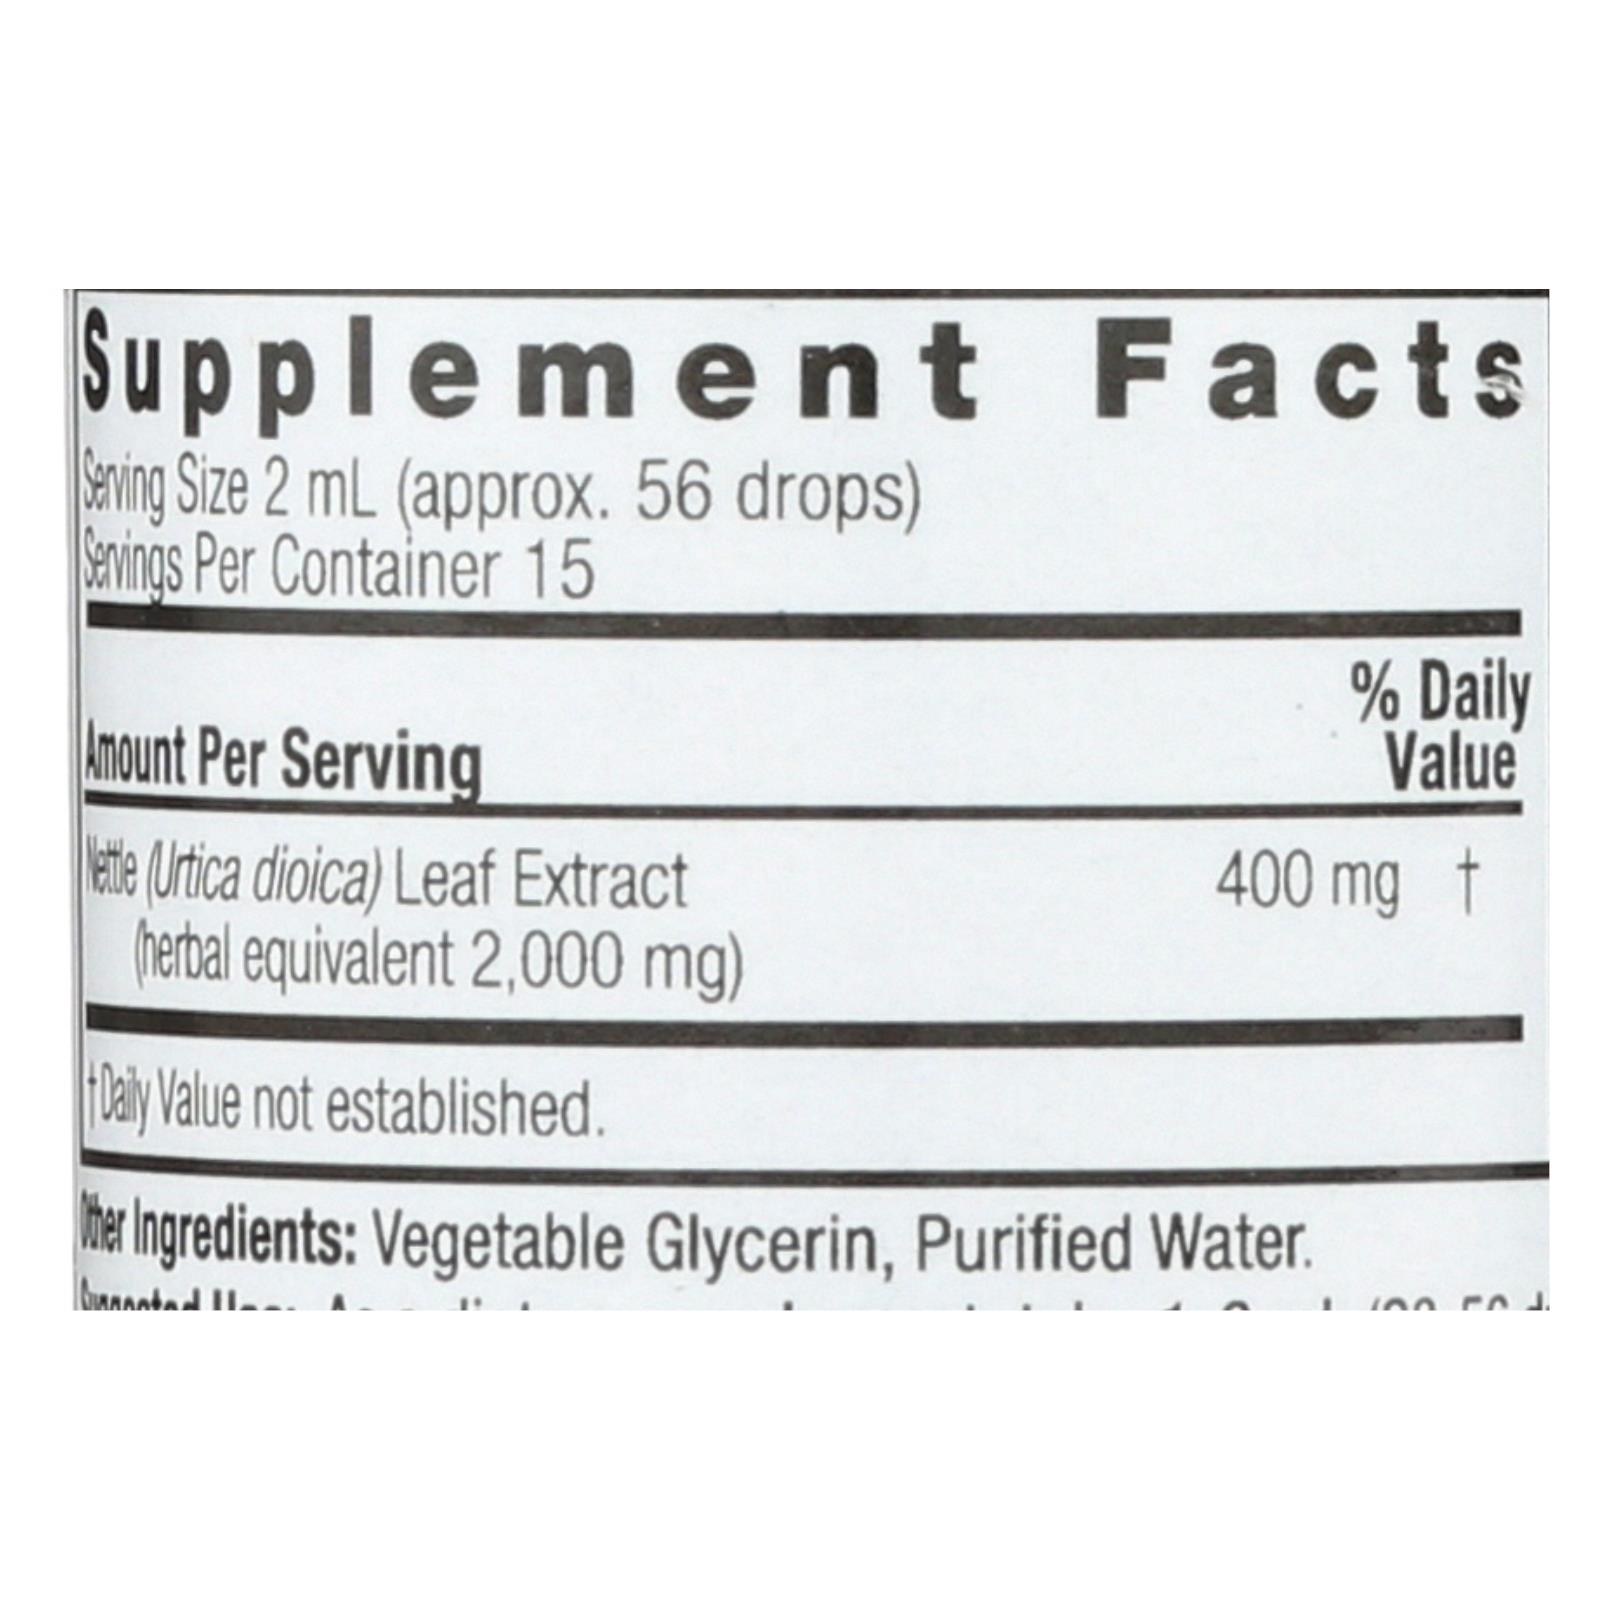 Supplement Facts
Serving Size 2 mL (approx. 56 drops)
Servings Per Container 15
% Daily
Value
Amount Per Serving
Nettle (Urtica dioica) Leaf Extract 400 mg †
(herbal equivalent 2,000 mg)
†Daily Value not established.
Other Ingredients: Vegetable Glycerin, Purified Water.
Suggested Use: